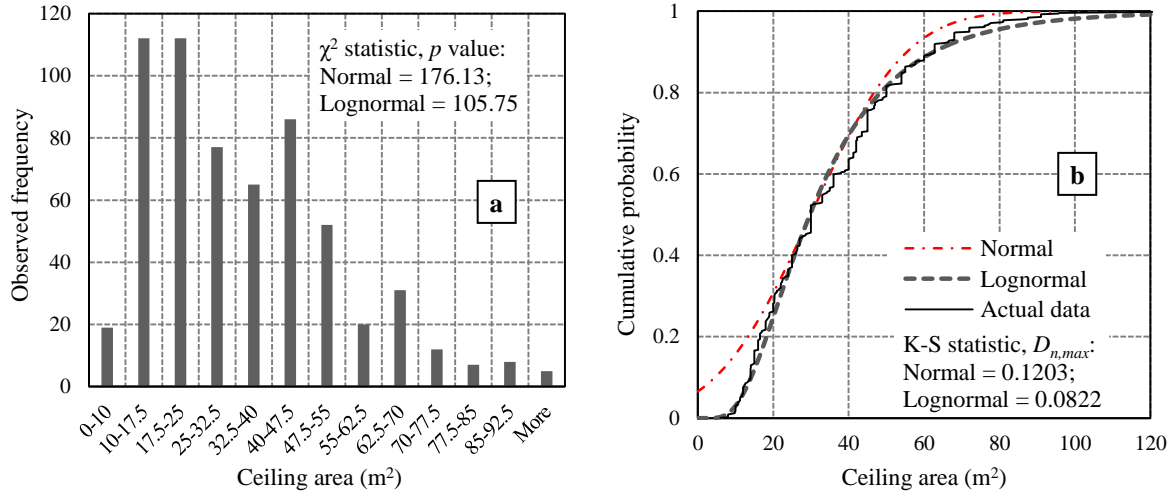 120
100
80
60
40
20
0
Observed frequency
χ² statistic, p value:
Normal = 176.13;
Lognormal = 105.75
a
0-10
10-17.5
17.5-25
25-32.5
32.5-40
40-47.5
47.5-55
55-62.5
62.5-70
70-77.5
77.5-85
85-92.5
More
Ceiling area (m²)
1
0.8
0.6
0.4
0.2
0
Cumulative probability
b
Normal
Lognormal
Actual data
K-S statistic, Dn,max:
Normal = 0.1203;
Lognormal = 0.0822
0 20 40 60 80 100 120
Ceiling area (m²)